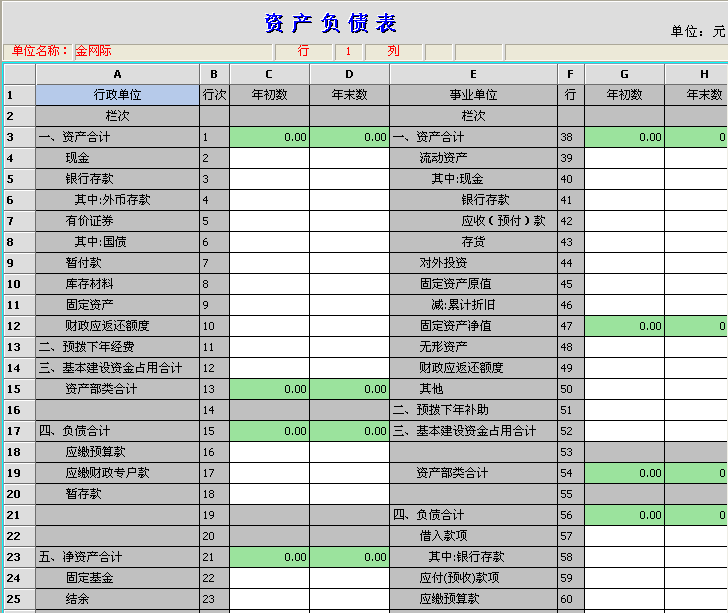 资产负债表
单位：元
单位名称： 金网际 行 1 列
A B C D E F G H
1 行政单位 行次 年初数 年末数 事业单位 行 年初数 年末数
2 栏次 栏次
3 一、资产合计 1 0.00 0.00 一、资产合计 38 0.00 0
4 现金 2 流动资产 39
5 银行存款 3 其中:现金 40
6 其中:外币存款 4 银行存款 41
7 有价证券 5 应收（预付）款 42
8 其中:国债 6 存货 43
9 暂付款 7 对外投资 44
10 库存材料 8 固定资产原值 45
11 固定资产 9 减:累计折旧 46
12 财政应返还额度 10 固定资产净值 47 0.00 0
13 二、预拨下年经费 11 无形资产 48
14 三、基本建设资金占用合计 12 财政应返还额度 49
15 资产部类合计 13 0.00 0.00 其他 50
16 14 二、预拨下年补助 51
17 四、负债合计 15 0.00 0.00 三、基本建设资金占用合计 52
18 应缴预算款 16 53
19 应缴财政专户款 17 资产部类合计 54 0.00 0
20 暂存款 18 55
21 19 四、负债合计 56 0.00 0
22 20 借入款项 57
23 五、净资产合计 21 0.00 0.00 其中:银行存款 58
24 固定基金 22 应付(预收)款项 59
25 结余 23 应缴预算款 60